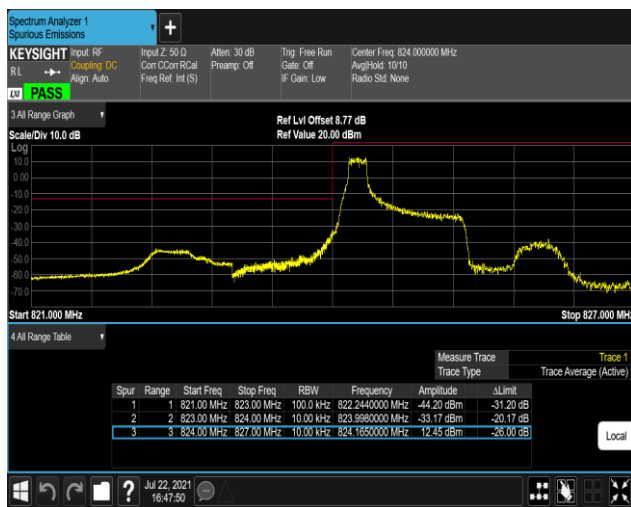 Spectrum Analyzer 1
Spurious Emissions
+
KEYSIGHT Input: RF Input Z: 50 Ω Atten: 30 dB Trig: Free Run Center Freq: 824.000000 MHz
RL Coupling: DC Corr CCorr RCal Preamp: Off Gate: Off Avg|Hold: 10/10
Align: Auto Freq Ref: Int (S) IF Gain: Low Radio Std: None
LXI PASS
3 All Range Graph
Ref Lvl Offset 8.77 dB
Scale/Div 10.0 dB Ref Value 20.00 dBm
Log
10.0
0.00
-10.0
-20.0
-30.0
-40.0
-50.0
-60.0
-70.0
Start 821.000 MHz Stop 827.000 MHz
4 All Range Table
Measure Trace Trace 1
Trace Type Trace Average (Active)
Spur Range Start Freq Stop Freq RBW Frequency Amplitude ΔLimit
1 1 821.00 MHz 823.00 MHz 100.0 kHz 822.2440000 MHz -44.20 dBm -31.20 dB
2 2 823.00 MHz 824.00 MHz 10.00 kHz 823.9980000 MHz -33.17 dBm -20.17 dB
3 3 824.00 MHz 827.00 MHz 10.00 kHz 824.1650000 MHz 12.45 dBm -26.00 dB
Local
? Jul 22, 2021
16:47:50